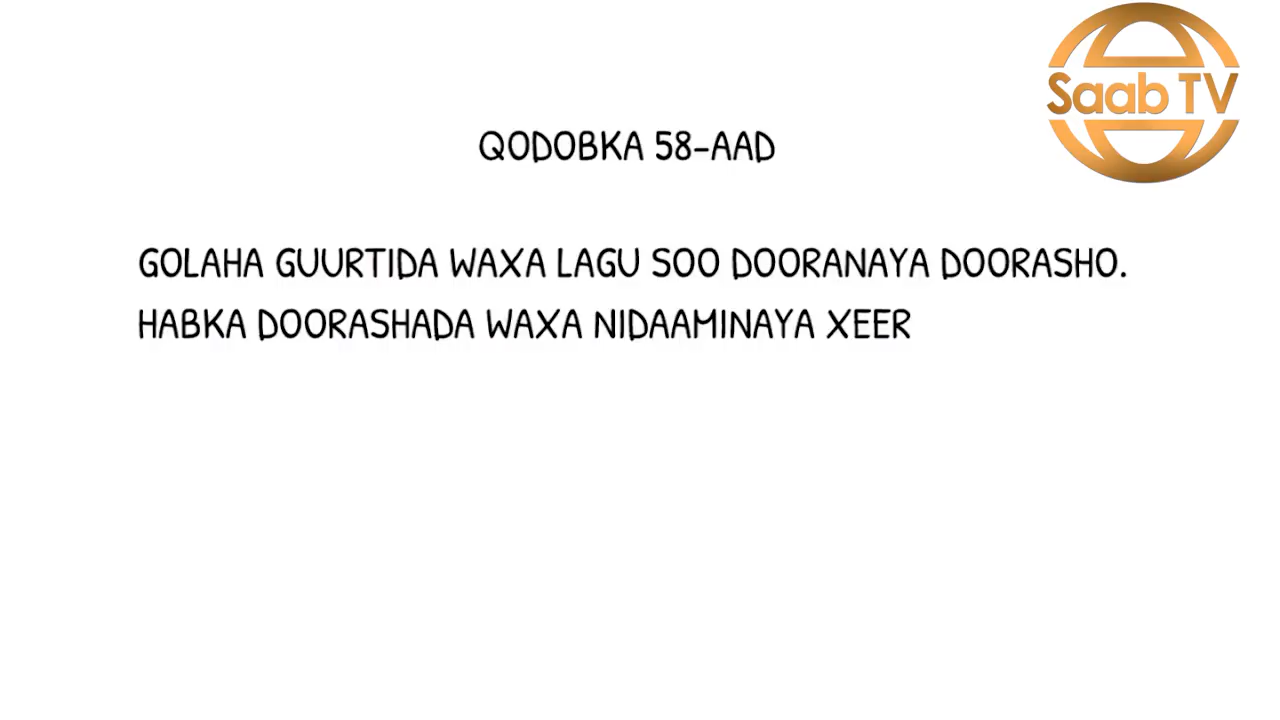 Saab TV
QODOBKA 58-AAD
GOLAHA GUURTIDA WAXA LAGU SOO DOORANAYA DOORASHO.
HABKA DOORASHADA WAXA NIDAAMINAYA XEER